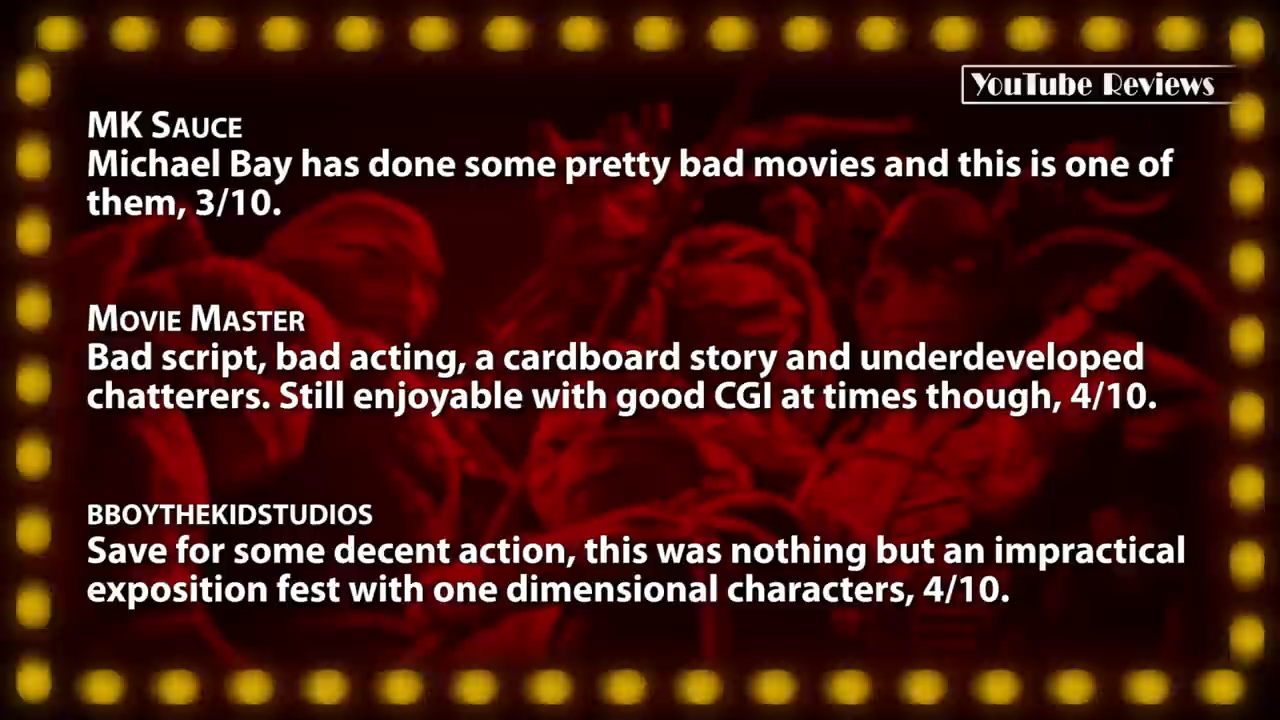 YouTube Reviews
MK Sauce
Michael Bay has done some pretty bad movies and this is one of
them, 3/10.
Movie Master
Bad script, bad acting, a cardboard story and underdeveloped
chatterers. Still enjoyable with good CGI at times though, 4/10.
BBOYTHEKIDSTUDIOS
Save for some decent action, this was nothing but an impractical
exposition fest with one dimensional characters, 4/10.